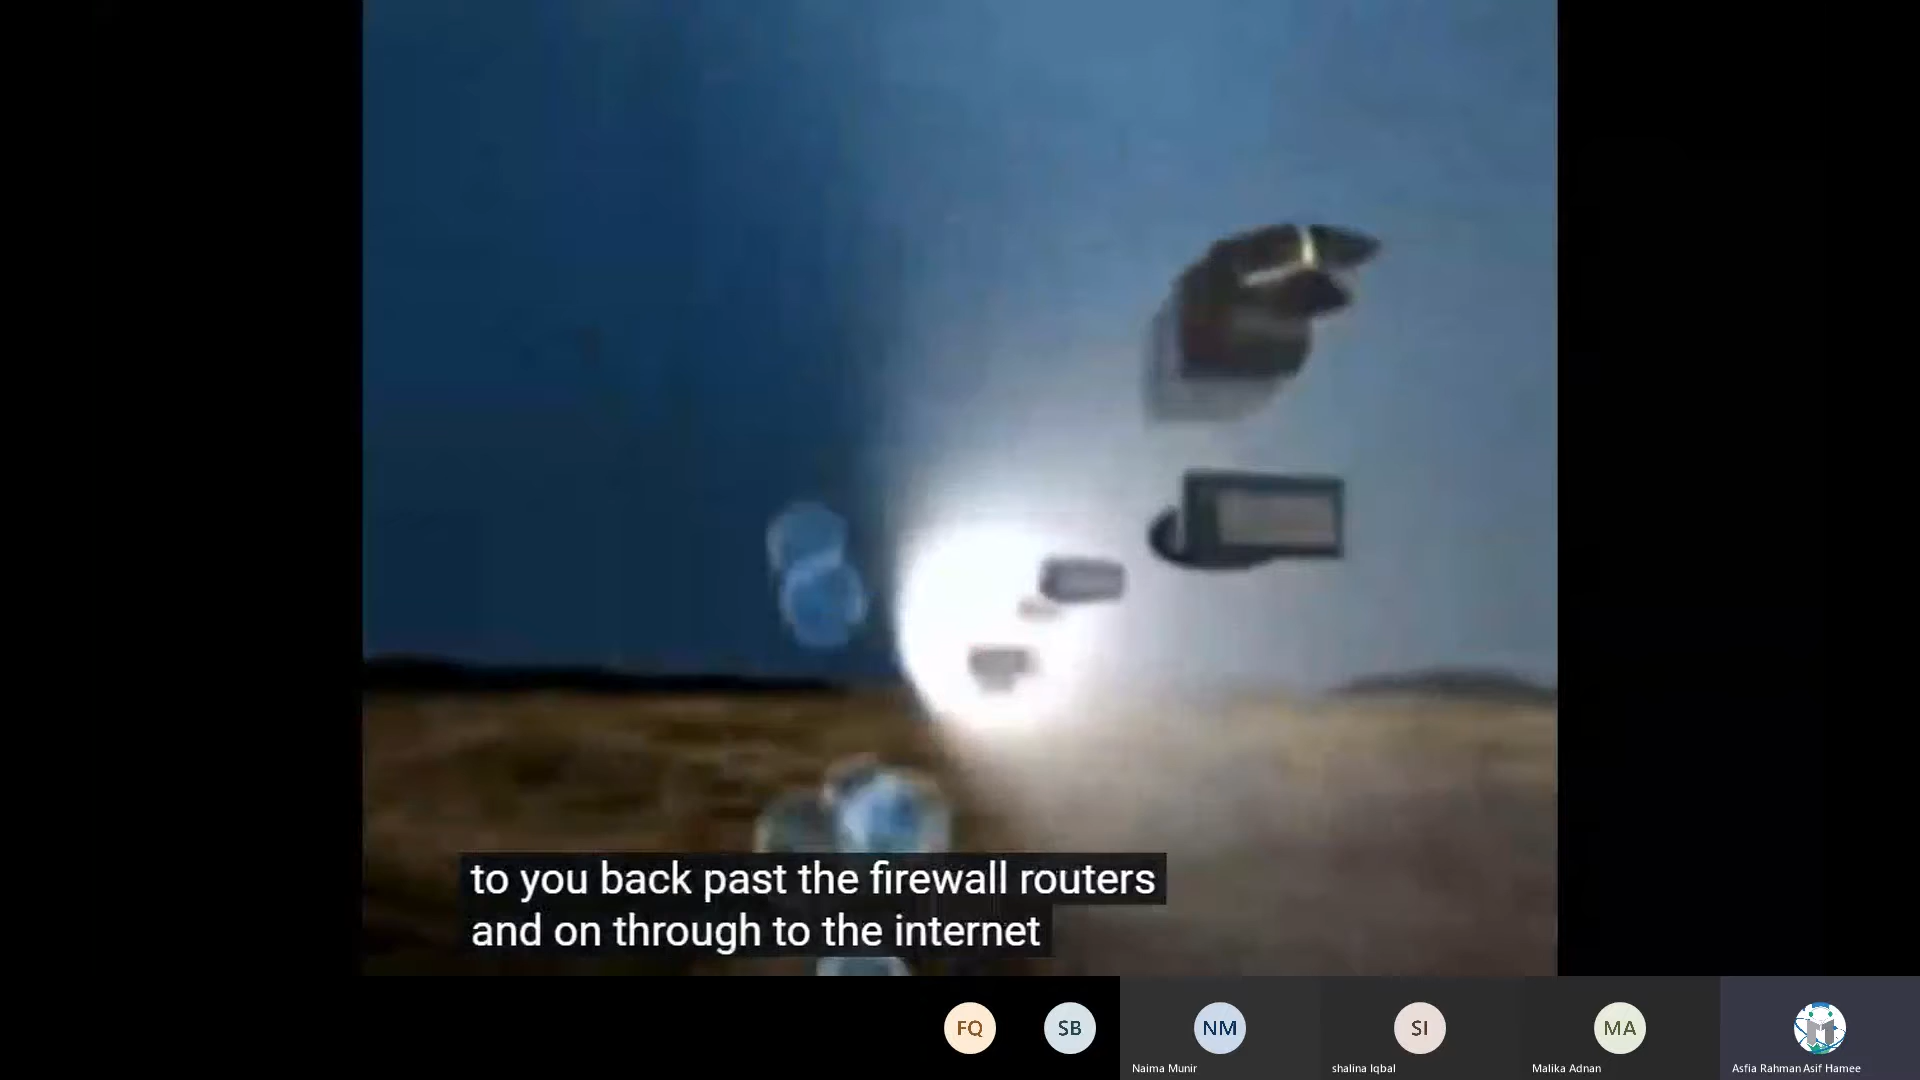 to you back past the firewall routers
and on through to the internet
FQ
SB
NM
SI
MA
Naima Munir
shalina Iqbal
Malika Adnan
Asfia Rahman Asif Hamee